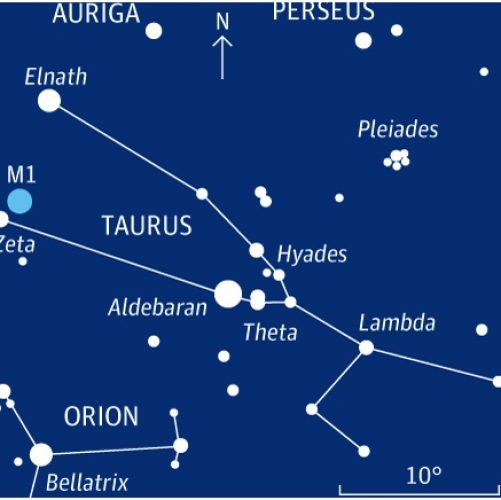 AURIGA
N
PERSEUS
Elnath
Pleiades
M1
Zeta
TAURUS
Hyades
Aldebaran
Theta
Lambda
ORION
Bellatrix
10°